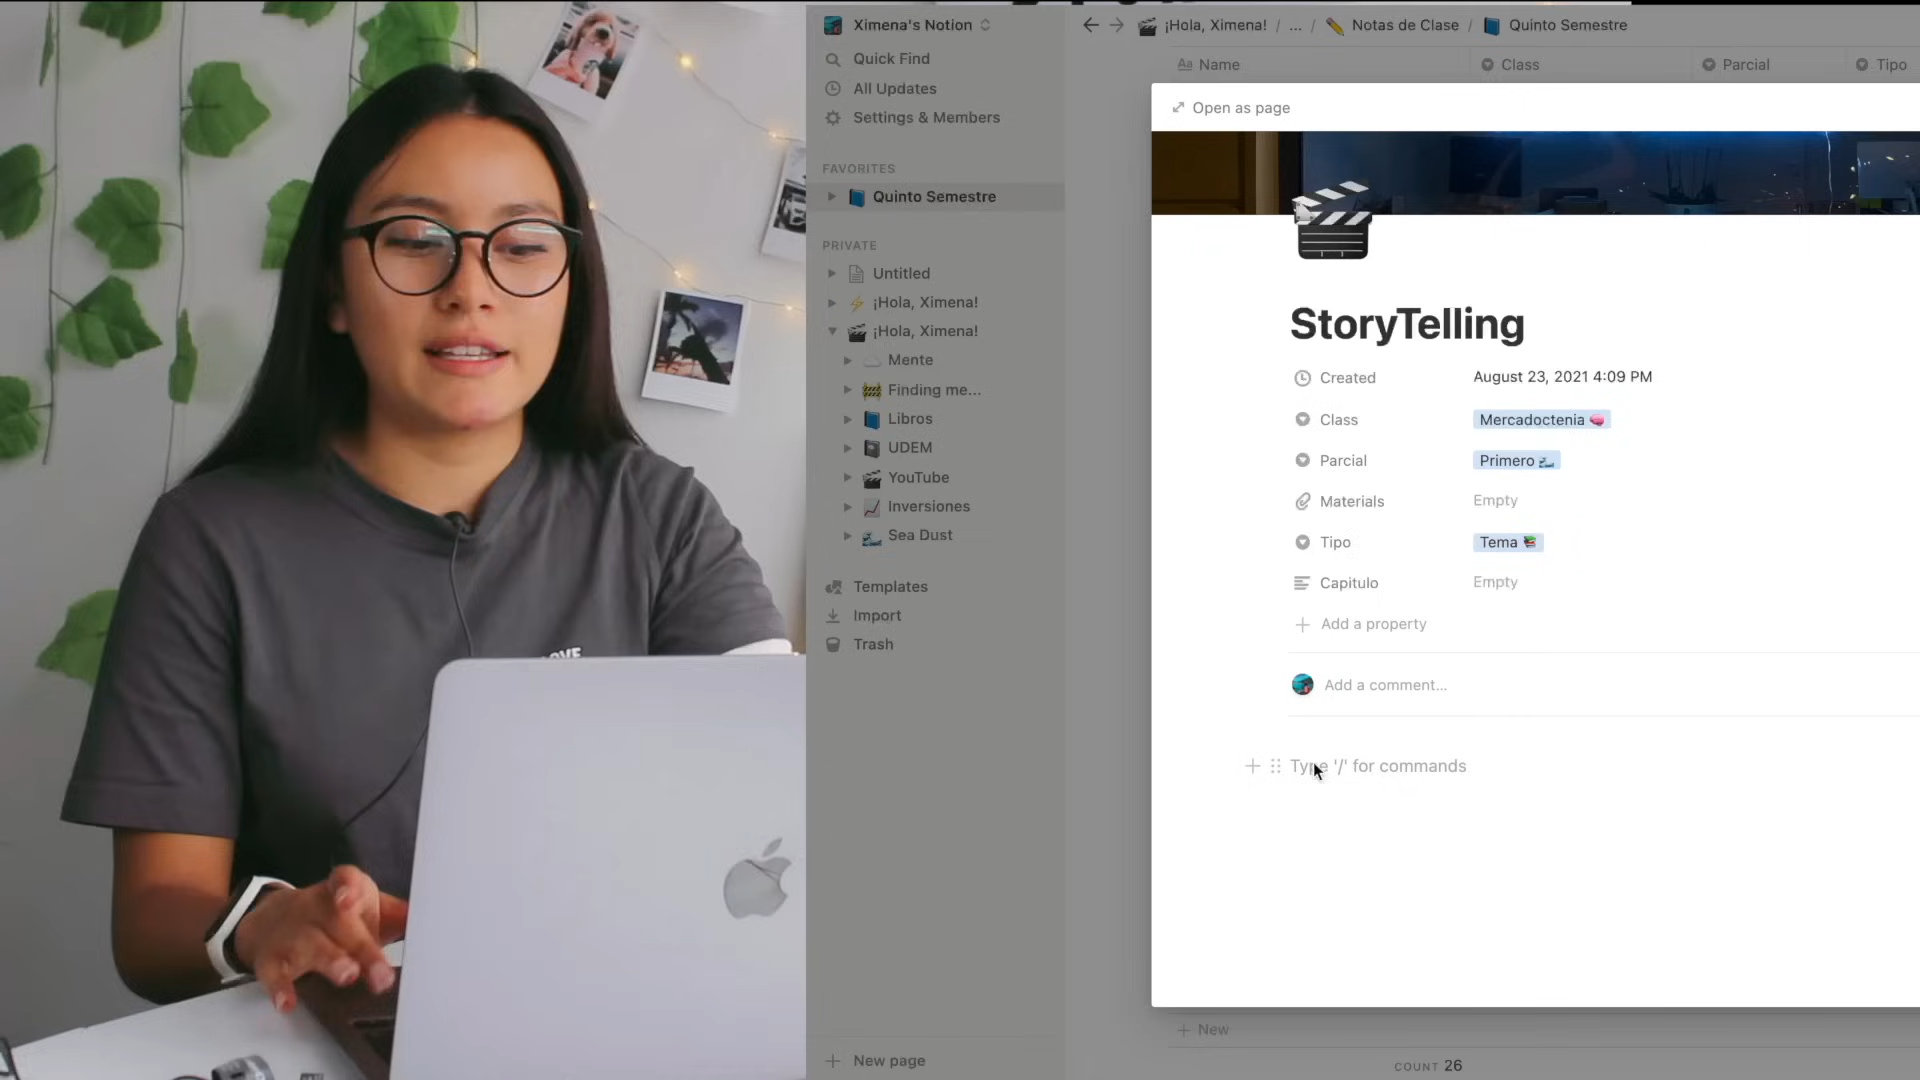 Ximena's Notion
Quick Find
All Updates
Settings & Members
FAVORITES
Quinto Semestre
PRIVATE
Untitled
¡Hola, Ximena!
¡Hola, Ximena!
Mente
Finding me...
Libros
UDEM
YouTube
Inversiones
Sea Dust
Templates
Import
Trash
New page
¡Hola, Ximena! / ... / Notas de Clase / Quinto Semestre
Aa Name Class Parcial Tipo
Open as page
StoryTelling
Created August 23, 2021 4:09 PM
Class Mercadoctenia
Parcial Primero
Materials Empty
Tipo Tema
Capitulo Empty
Add a property
Add a comment...
Type '/' for commands
New
COUNT 26